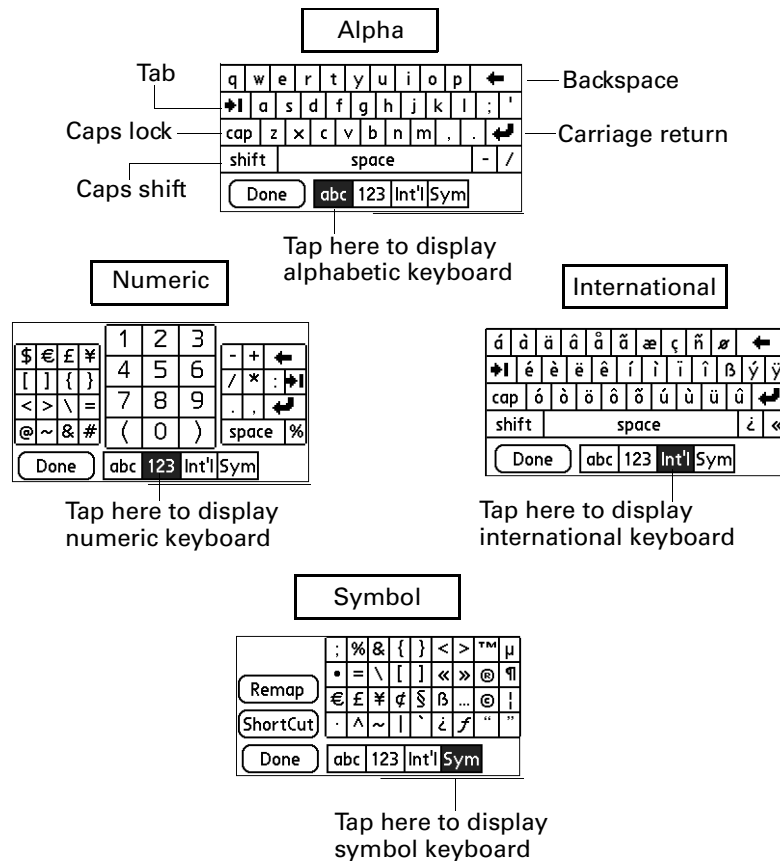 Alpha
Tab
q w e r t y u i o p ←
Backspace
a s d f g h j k l ; '
Caps lock
cap z x c v b n m , .
Carriage return
shift space - /
Caps shift
Done abc 123 Int'l Sym
Tap here to display
alphabetic keyboard
Numeric
$ € £ ¥ 1 2 3 - + ←
[ ] { } 4 5 6 / * :
< > \ = 7 8 9 . ,
@ ~ & # ( 0 ) space %
Done abc 123 Int'l Sym
Tap here to display
numeric keyboard
International
á à ä â å ã æ ç ñ ø ←
é è ë ê í ì ï î ß ý ÿ
cap ó ò ö ô õ ú ù ü û
shift space ¿ «
Done abc 123 Int'l Sym
Tap here to display
international keyboard
Symbol
; % & { } < > ™ µ
• = \ [ ] « » ® ¶
Remap
€ £ ¥ ¢ § ß … © ¦
ShortCut
· ^ ~ | ` ¿ ƒ “ ”
Done abc 123 Int'l Sym
Tap here to display
symbol keyboard